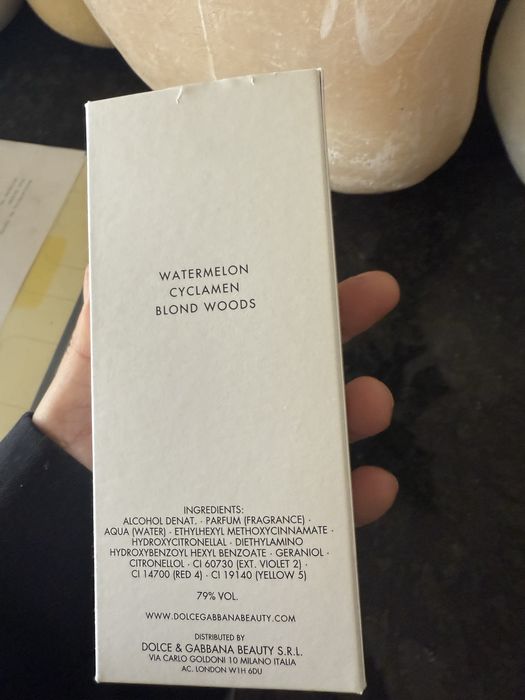 WATERMELON
CYCLAMEN
BLOND WOODS
INGREDIENTS:
ALCOHOL DENAT. · PARFUM (FRAGRANCE) ·
AQUA (WATER) · ETHYLHEXYL METHOXYCINNAMATE ·
HYDROXYCITRONELLAL · DIETHYLAMINO
HYDROXYBENZOYL HEXYL BENZOATE · GERANIOL ·
CITRONELLOL · CI 60730 (EXT. VIOLET 2) ·
CI 14700 (RED 4) · CI 19140 (YELLOW 5)
79% VOL.
WWW.DOLCEGABBANABEAUTY.COM
DISTRIBUTED BY
DOLCE & GABBANA BEAUTY S.R.L.
VIA CARLO GOLDONI 10 MILANO ITALIA
AC. LONDON W1H 6DU